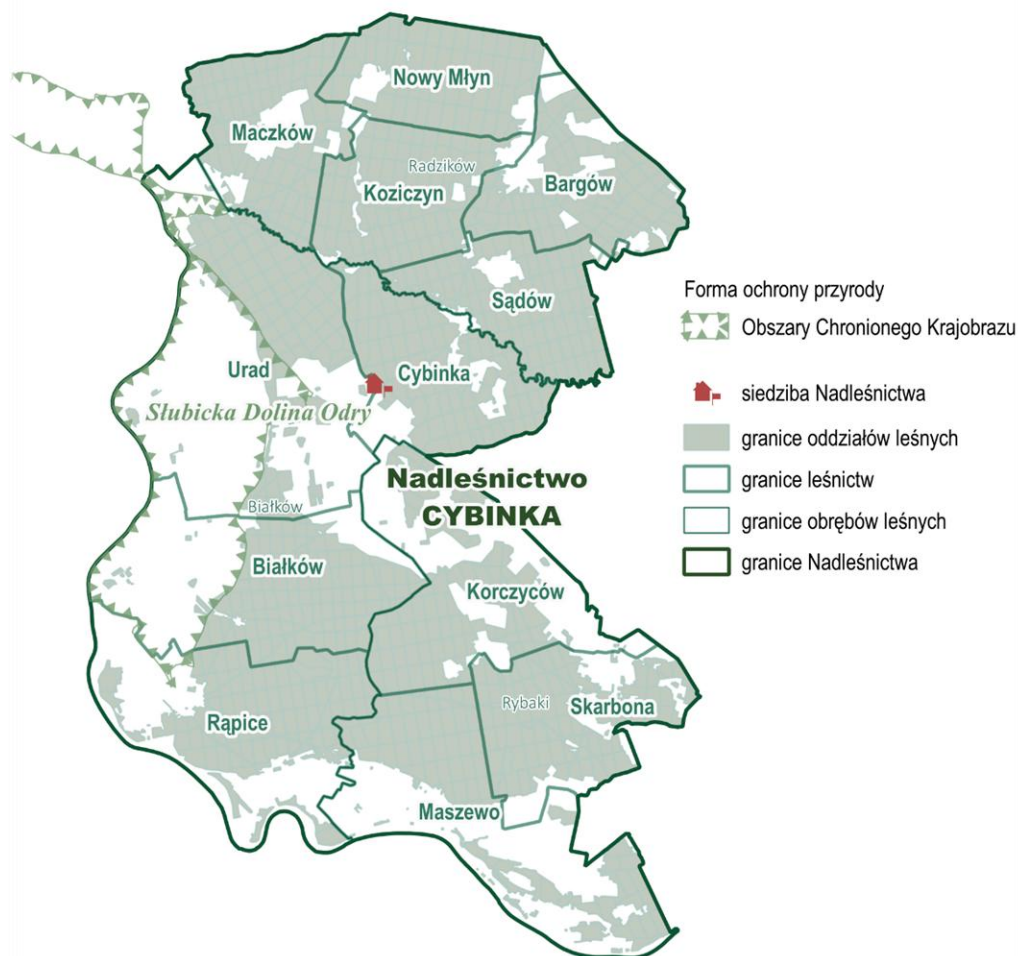 Nowy Młyn
Maczków
Radzików
Koziczyn
Bargów
Sądów
Urad
Cybinka
Słubicka Dolina Odry
Nadleśnictwo
CYBINKA
Białków
Białków
Korczyców
Rybaki
Skarbona
Rąpice
Maszewo
Forma ochrony przyrody
Obszary Chronionego Krajobrazu
siedziba Nadleśnictwa
granice oddziałów leśnych
granice leśnictw
granice obrębów leśnych
granice Nadleśnictwa